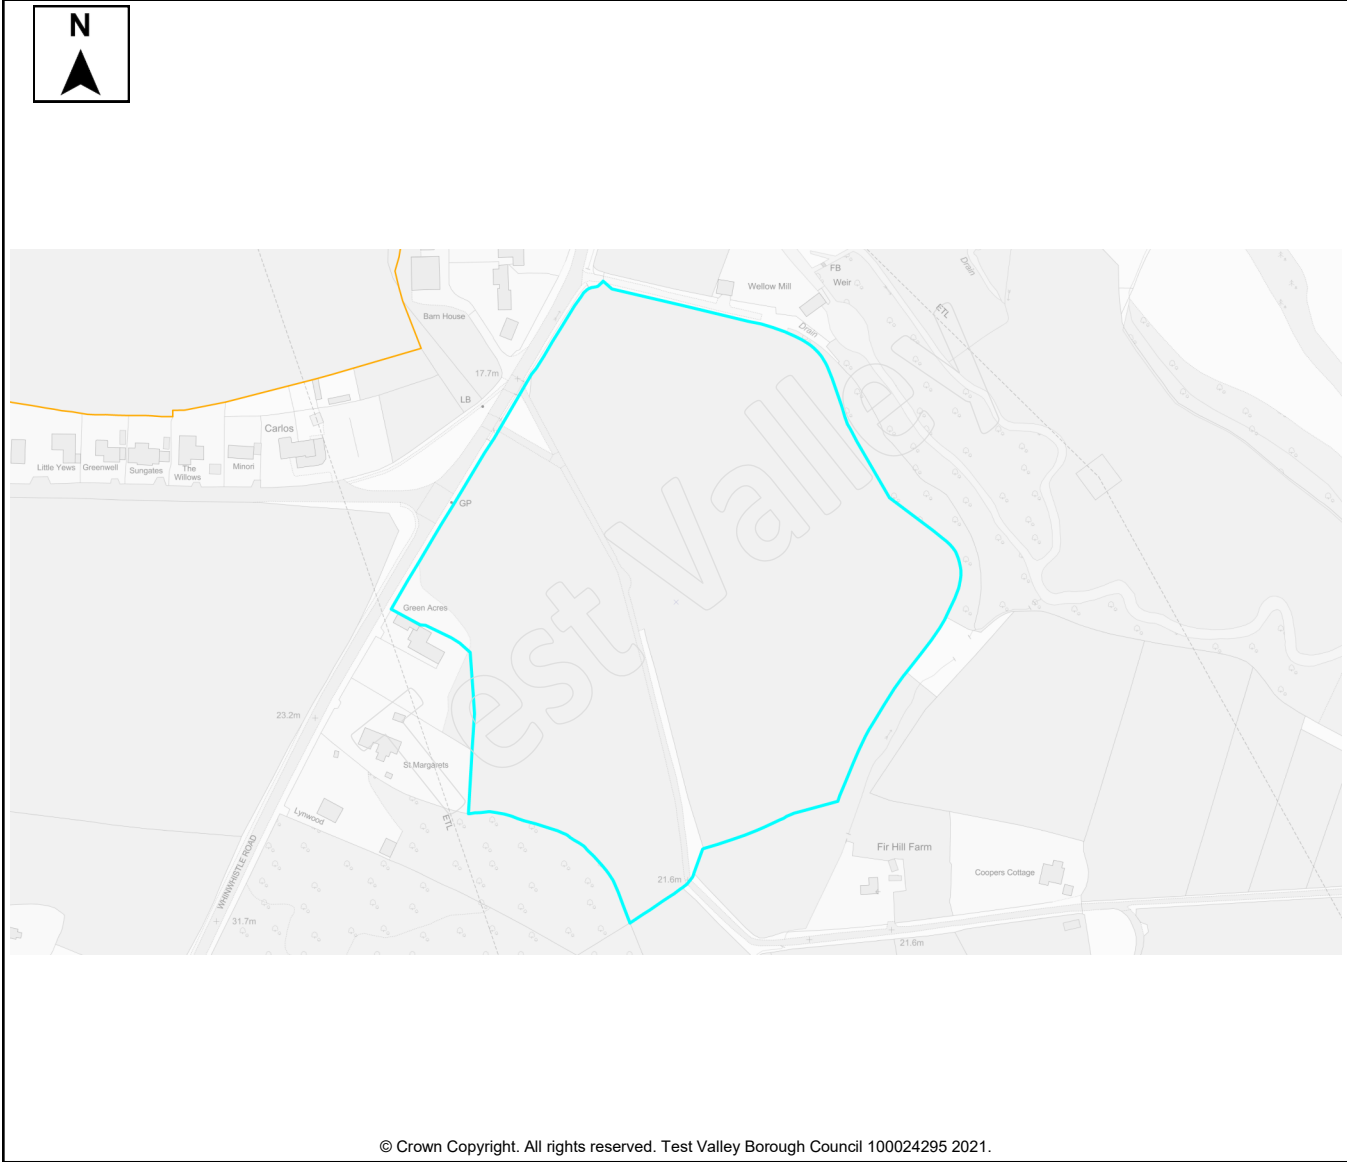 N
FB
Weir
Drain
Wellow Mill
ETL
Barn House
Drain
17.7m
LB
Carlos
Little Yews
Greenwell
Sungates
The
Willows
Minori
GP
est Valle
Green Acres
23.2m
St Margarets
Lynwood
ETL
WHINWHISTLE ROAD
Fir Hill Farm
Coopers Cottage
21.6m
31.7m
21.6m
© Crown Copyright. All rights reserved. Test Valley Borough Council 100024295 2021.